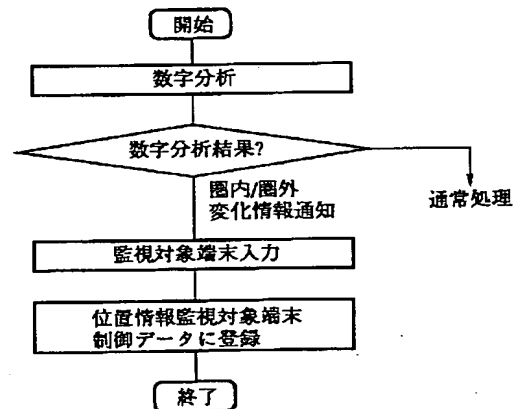 開始
数字分析
数字分析結果?
圏内/圏外
変化情報通知
通常処理
監視対象端末入力
位置情報監視対象端末
制御データに登録
終了